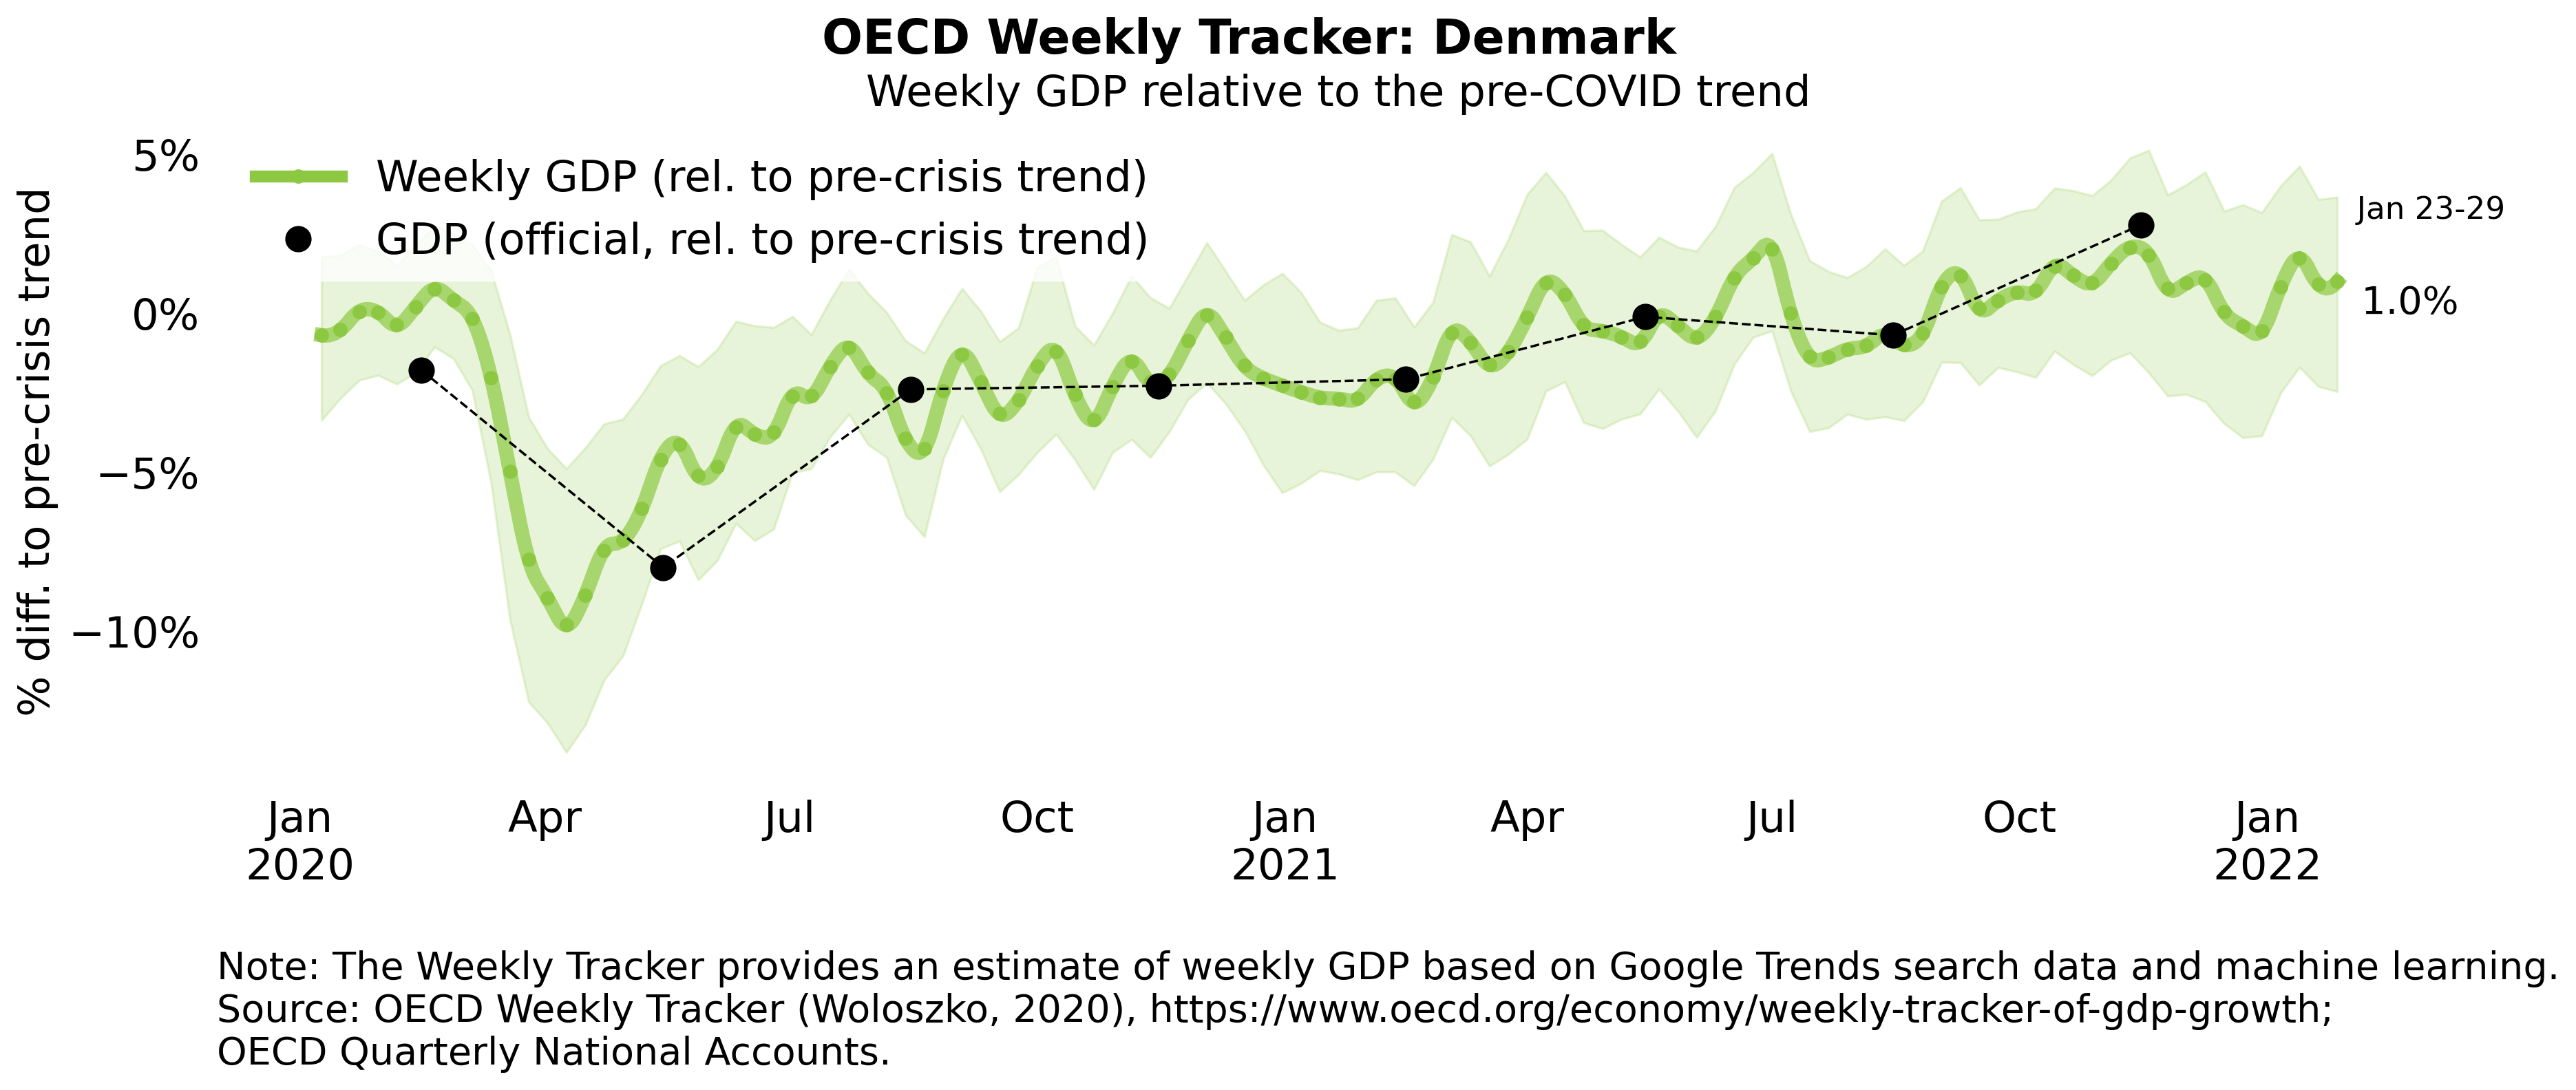 OECD Weekly Tracker: Denmark
Weekly GDP relative to the pre-COVID trend
% diff. to pre-crisis trend
5%
0%
−5%
−10%
Weekly GDP (rel. to pre-crisis trend)
GDP (official, rel. to pre-crisis trend)
Jan 23-29
1.0%
Jan Apr Jul Oct Jan Apr Jul Oct Jan
2020 2021 2022
Note: The Weekly Tracker provides an estimate of weekly GDP based on Google Trends search data and machine learning.
Source: OECD Weekly Tracker (Woloszko, 2020), https://www.oecd.org/economy/weekly-tracker-of-gdp-growth;
OECD Quarterly National Accounts.